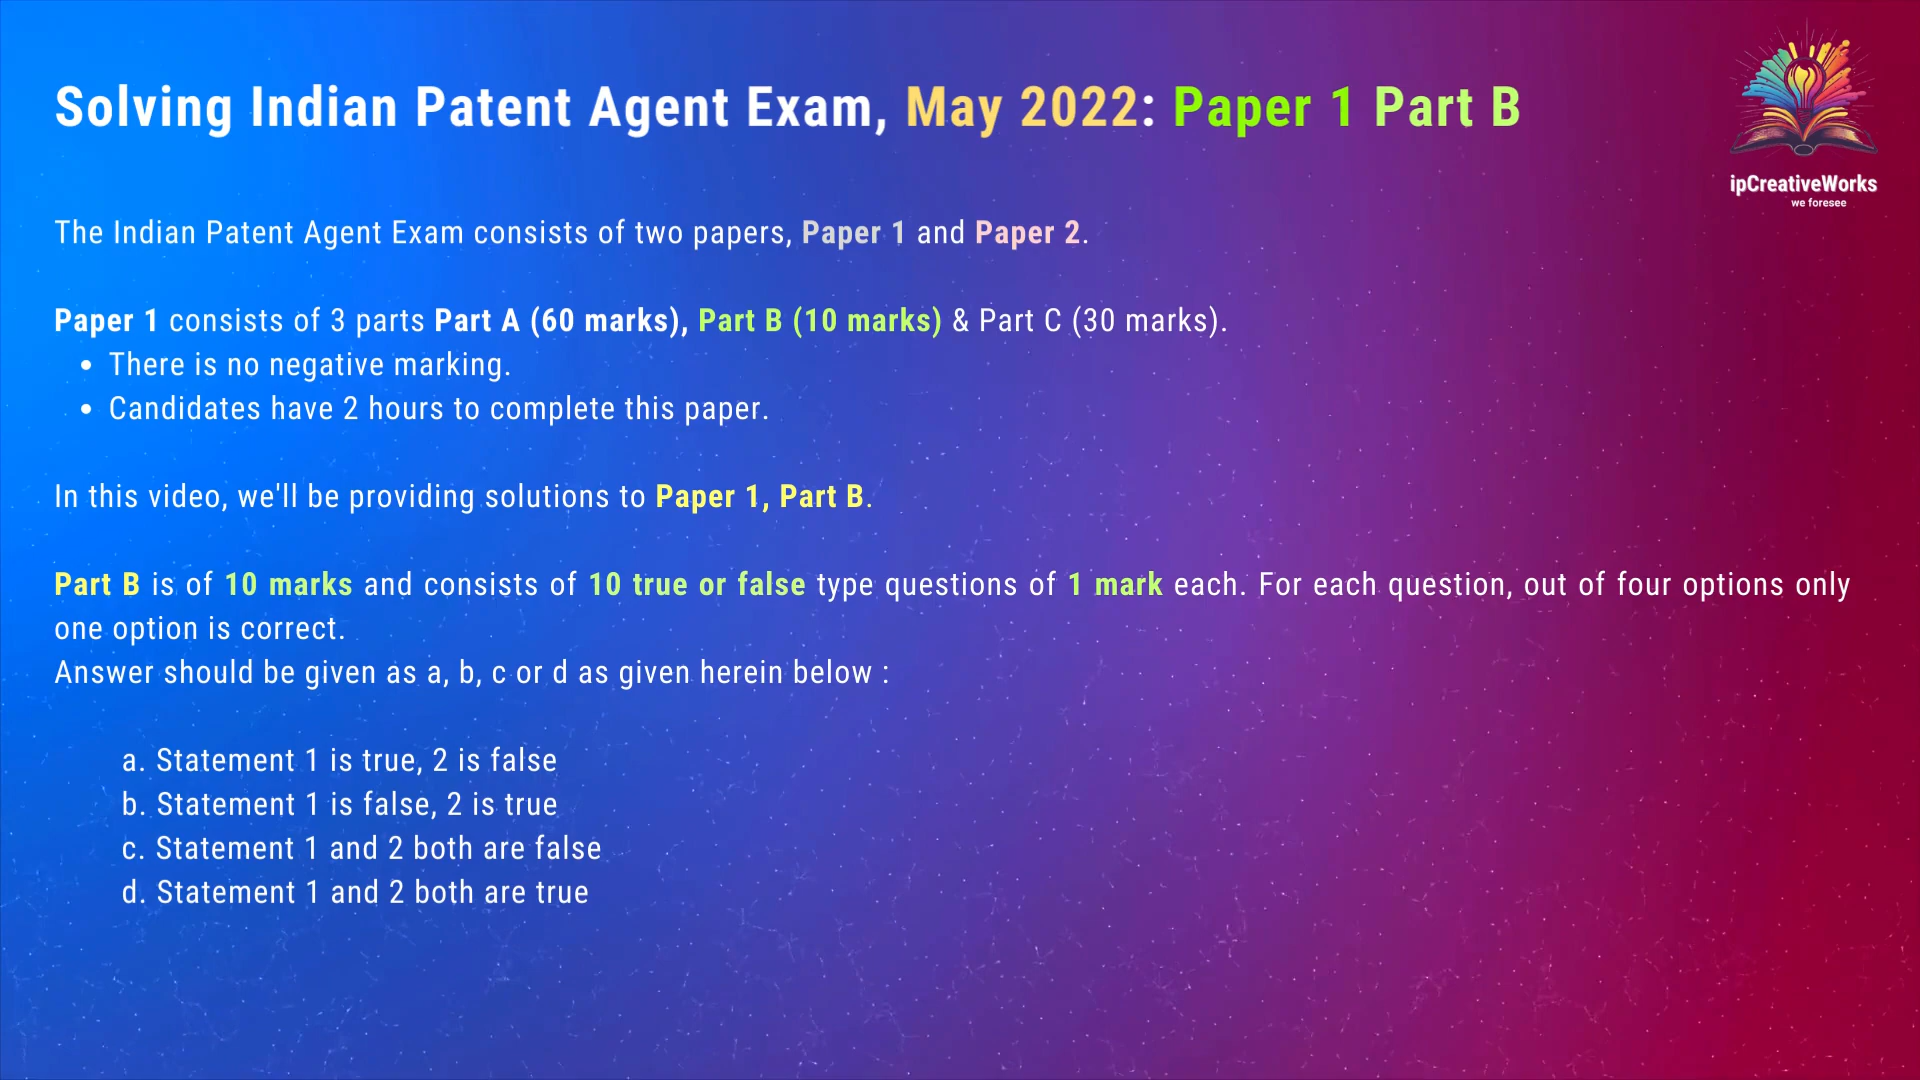 Solving Indian Patent Agent Exam, May 2022: Paper 1 Part B
ipCreativeWorks
we foresee
The Indian Patent Agent Exam consists of two papers, Paper 1 and Paper 2.
Paper 1 consists of 3 parts Part A (60 marks), Part B (10 marks) & Part C (30 marks).
• There is no negative marking.
• Candidates have 2 hours to complete this paper.
In this video, we'll be providing solutions to Paper 1, Part B.
Part B is of 10 marks and consists of 10 true or false type questions of 1 mark each. For each question, out of four options only
one option is correct.
Answer should be given as a, b, c or d as given herein below :
a. Statement 1 is true, 2 is false
b. Statement 1 is false, 2 is true
c. Statement 1 and 2 both are false
d. Statement 1 and 2 both are true